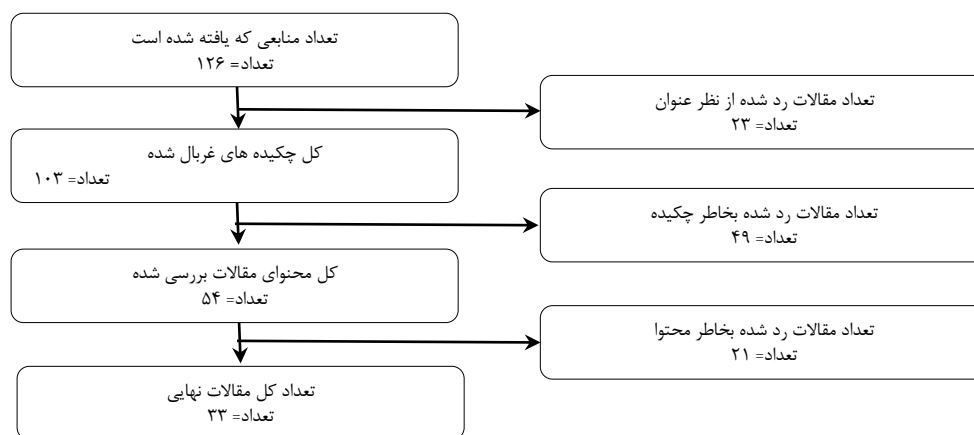 تعداد منابعی که یافته شده است
تعداد= ۱۲۶
تعداد مقالات رد شده از نظر عنوان
تعداد= ۲۳
کل چکیده های غربال شده
تعداد= ۱۰۳
تعداد مقالات رد شده بخاطر چکیده
تعداد= ۴۹
کل محتوای مقالات بررسی شده
تعداد= ۵۴
تعداد مقالات رد شده بخاطر محتوا
تعداد= ۲۱
تعداد کل مقالات نهایی
تعداد= ۳۳